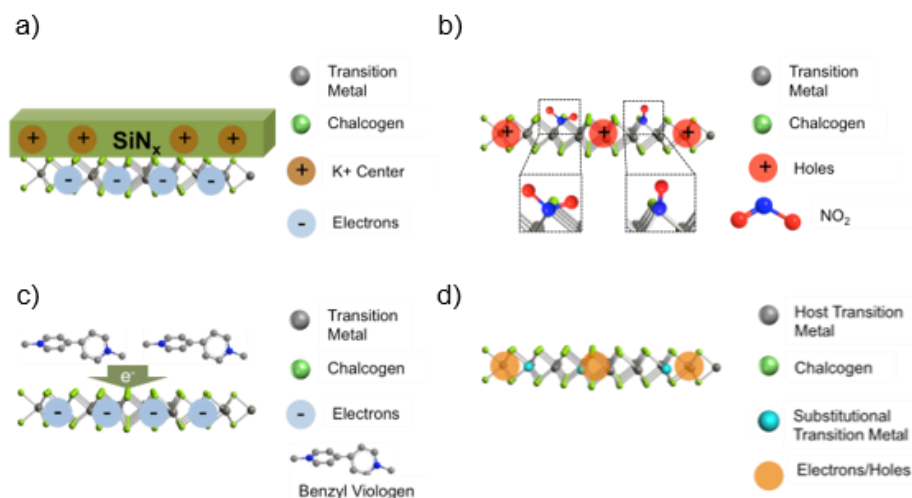 a)
SiNx
+ + + +
- - - -
Transition
Metal
Chalcogen
+ K+ Center
- Electrons
b)
+ + +
Transition
Metal
Chalcogen
+ Holes
NO2
c)
e-
- - - -
Transition
Metal
Chalcogen
- Electrons
Benzyl Viologen
d)
Host Transition
Metal
Chalcogen
Substitutional
Transition Metal
Electrons/Holes